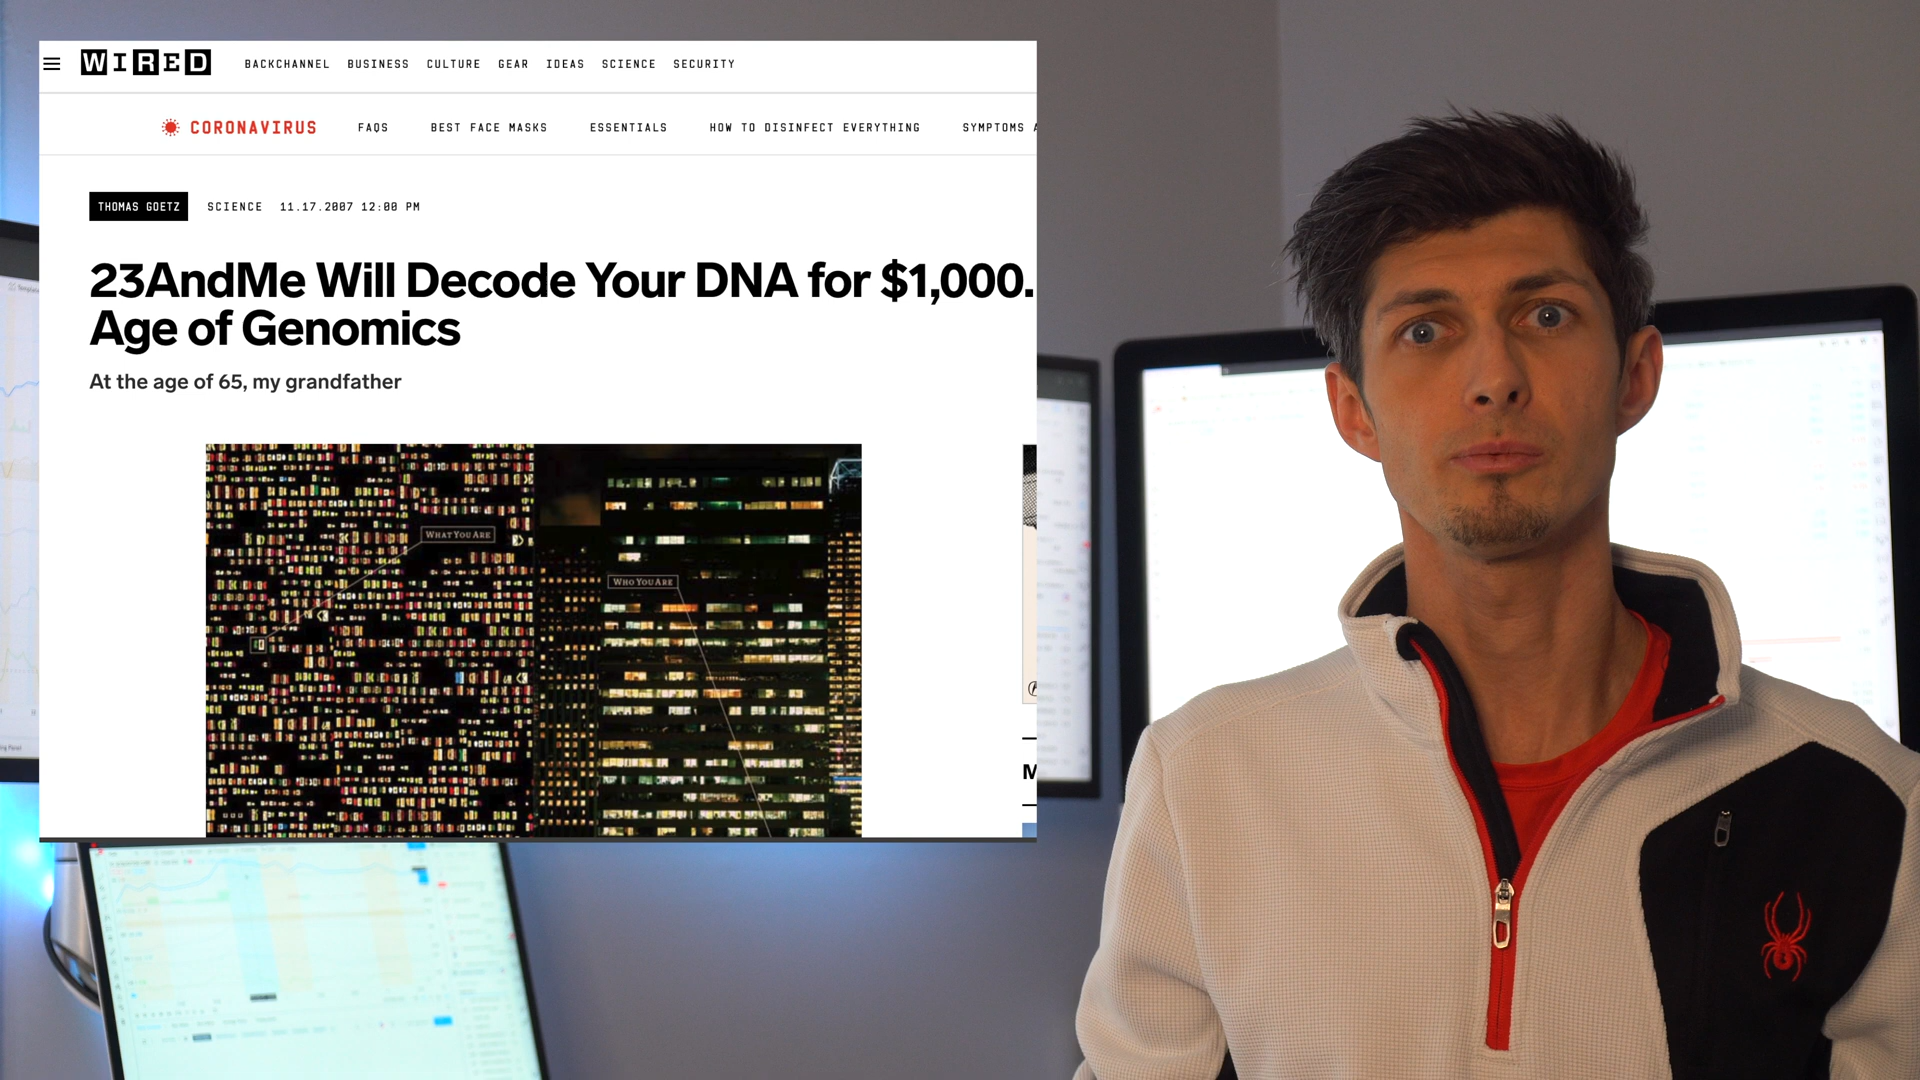 WIRED
BACKCHANNEL BUSINESS CULTURE GEAR IDEAS SCIENCE SECURITY
CORONAVIRUS FAQS BEST FACE MASKS ESSENTIALS HOW TO DISINFECT EVERYTHING SYMPTOMS A
THOMAS GOETZ SCIENCE 11.17.2007 12:00 PM
23AndMe Will Decode Your DNA for $1,000.
Age of Genomics
At the age of 65, my grandfather
WHAT YOU ARE
WHO YOU ARE
M